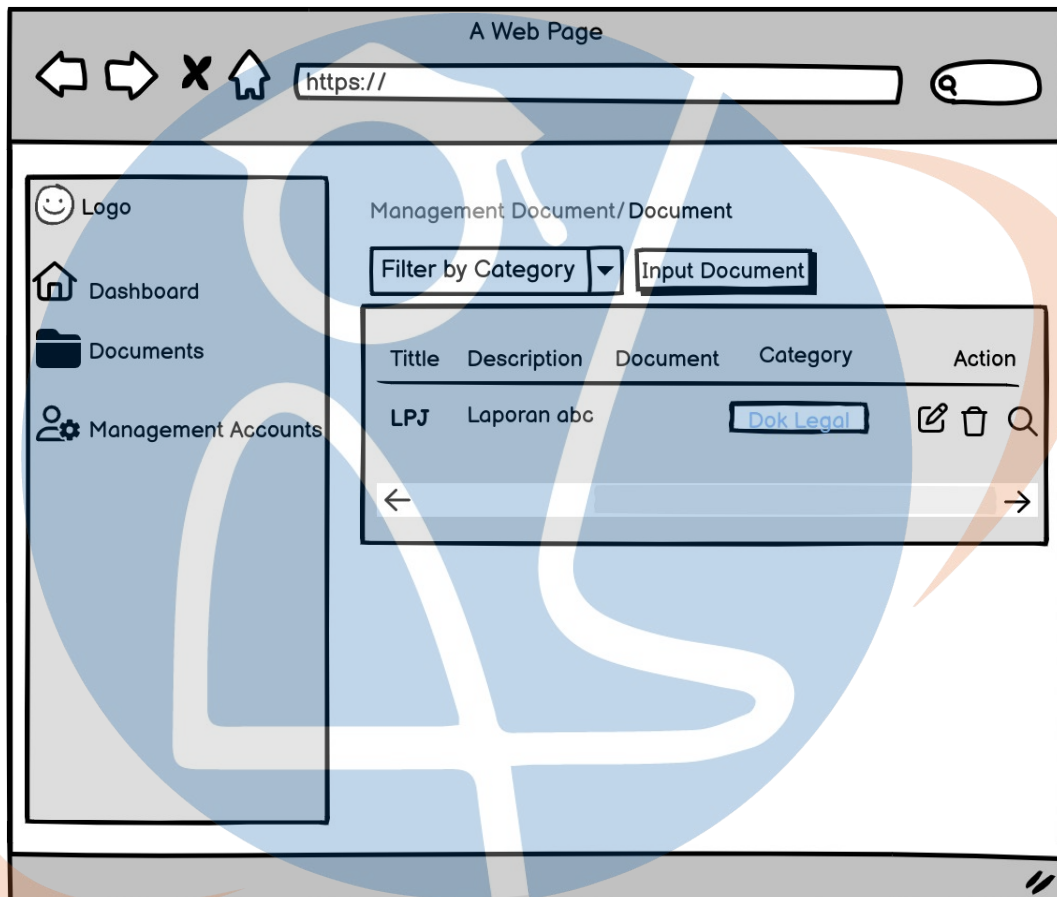 A Web Page
https://
Logo
Dashboard
Documents
Management Accounts
Management Document/Document
Filter by Category
Input Document
Tittle Description Document Category Action
LPJ Laporan abc Dok Legal